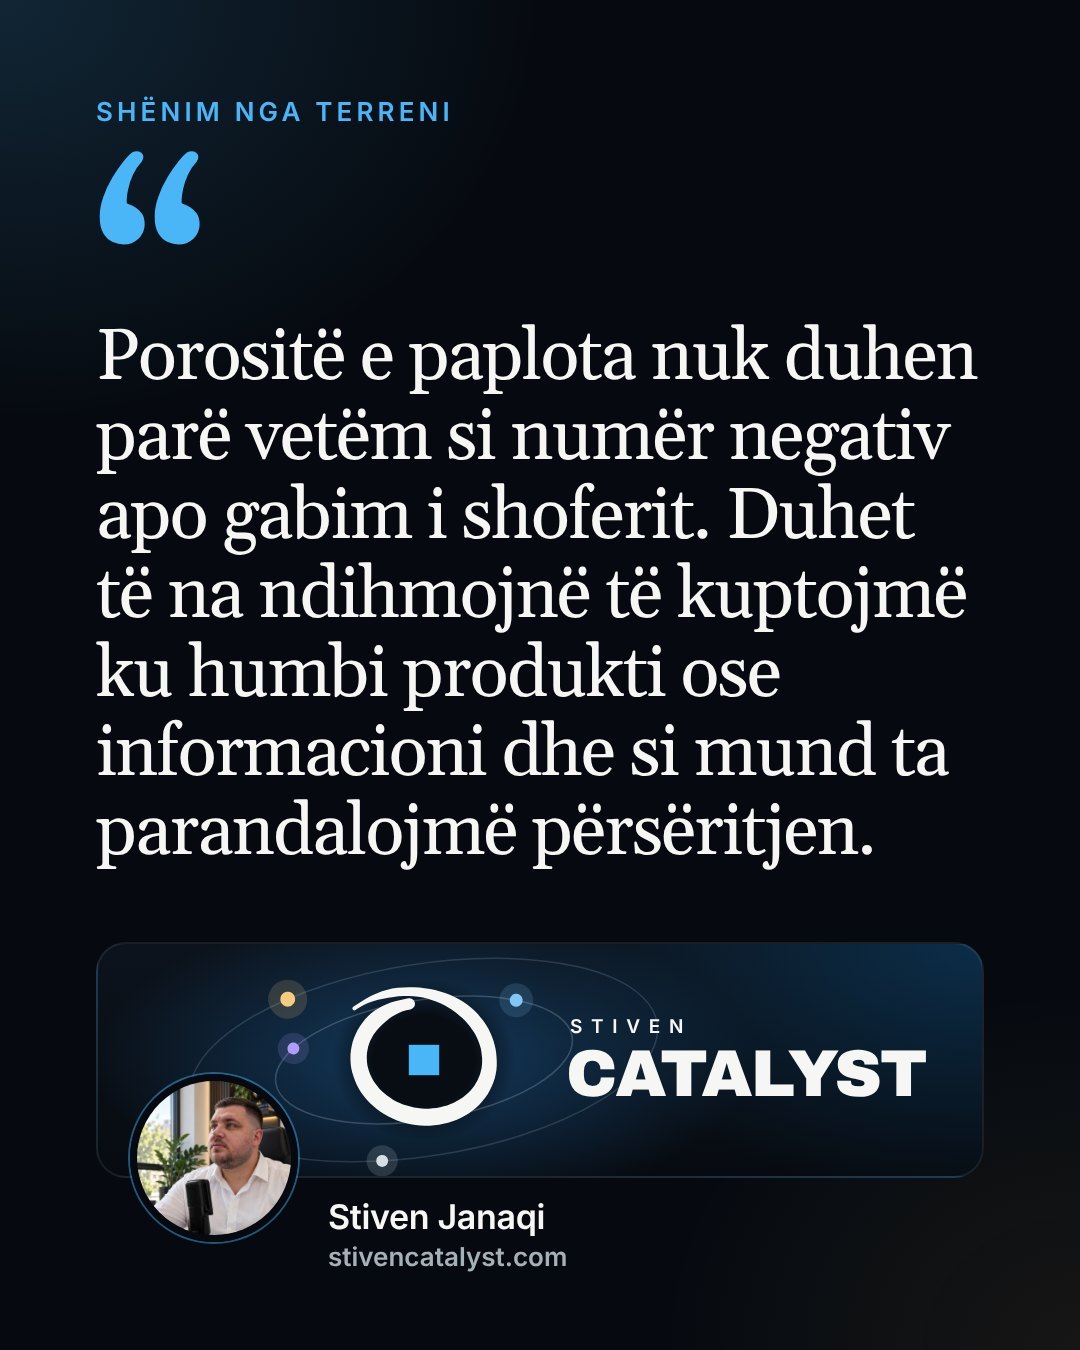 SHËNIM NGA TERRENI
“
Porositë e paplota nuk duhen
parë vetëm si numër negativ
apo gabim i shoferit. Duhet
të na ndihmojnë të kuptojmë
ku humbi produkti ose
informacioni dhe si mund ta
parandalojmë përsëritjen.
STIVEN
CATALYST
Stiven Janaqi
stivencatalyst.com